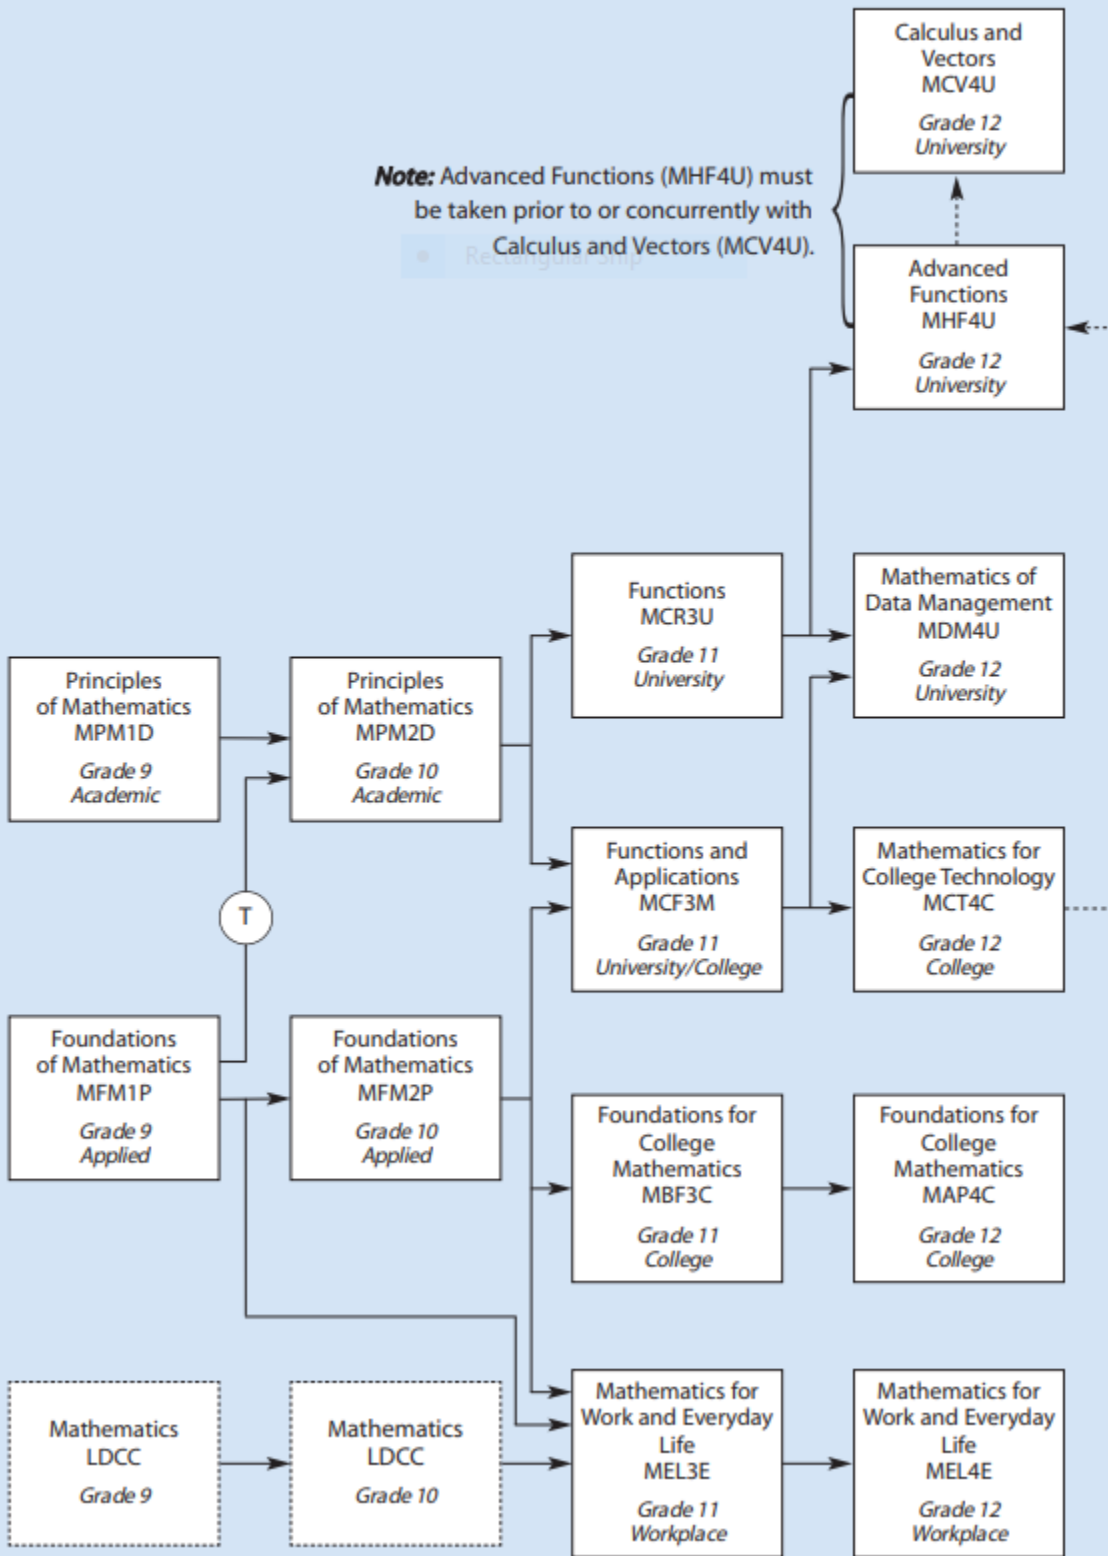 Calculus and
Vectors
MCV4U
Grade 12
University
Note: Advanced Functions (MHF4U) must
be taken prior to or concurrently with
Calculus and Vectors (MCV4U).
Rectangular Snip
Advanced
Functions
MHF4U
Grade 12
University
Functions
MCR3U
Grade 11
University
Mathematics of
Data Management
MDM4U
Grade 12
University
Principles
of Mathematics
MPM1D
Grade 9
Academic
Principles
of Mathematics
MPM2D
Grade 10
Academic
Functions and
Applications
MCF3M
Grade 11
University/College
Mathematics for
College Technology
MCT4C
Grade 12
College
T
Foundations
of Mathematics
MFM1P
Grade 9
Applied
Foundations
of Mathematics
MFM2P
Grade 10
Applied
Foundations for
College
Mathematics
MBF3C
Grade 11
College
Foundations for
College
Mathematics
MAP4C
Grade 12
College
Mathematics
LDCC
Grade 9
Mathematics
LDCC
Grade 10
Mathematics for
Work and Everyday
Life
MEL3E
Grade 11
Workplace
Mathematics for
Work and Everyday
Life
MEL4E
Grade 12
Workplace